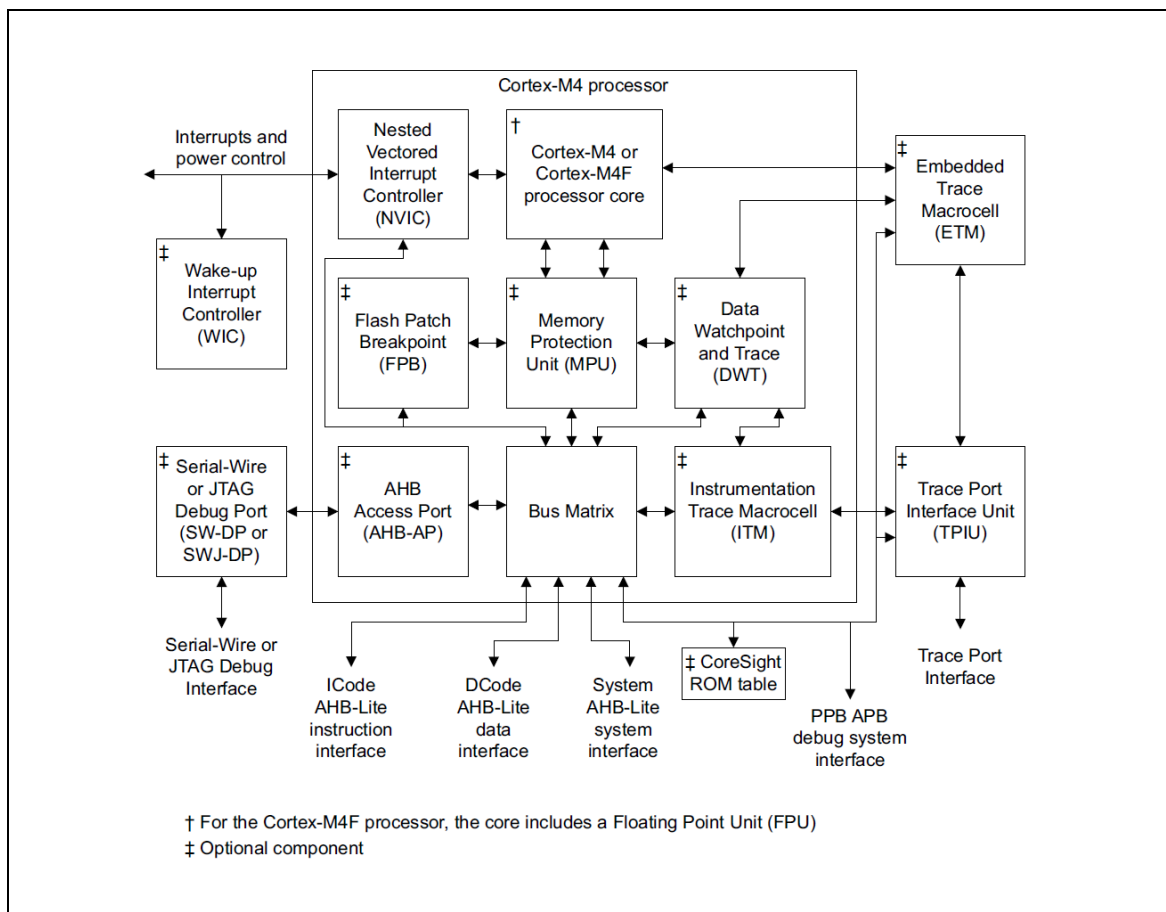 Cortex-M4 processor
Interrupts and
power control
Nested
Vectored
Interrupt
Controller
(NVIC)
†
Cortex-M4 or
Cortex-M4F
processor core
‡
Embedded
Trace
Macrocell
(ETM)
‡
Wake-up
Interrupt
Controller
(WIC)
‡
Flash Patch
Breakpoint
(FPB)
‡
Memory
Protection
Unit (MPU)
‡
Data
Watchpoint
and Trace
(DWT)
‡
Serial-Wire
or JTAG
Debug Port
(SW-DP or
SWJ-DP)
‡
AHB
Access Port
(AHB-AP)
Bus Matrix
‡
Instrumentation
Trace Macrocell
(ITM)
‡
Trace Port
Interface Unit
(TPIU)
Serial-Wire or
JTAG Debug
Interface
ICode
AHB-Lite
instruction
interface
DCode
AHB-Lite
data
interface
System
AHB-Lite
system
interface
‡ CoreSight
ROM table
PPB APB
debug system
interface
Trace Port
Interface
† For the Cortex-M4F processor, the core includes a Floating Point Unit (FPU)
‡ Optional component